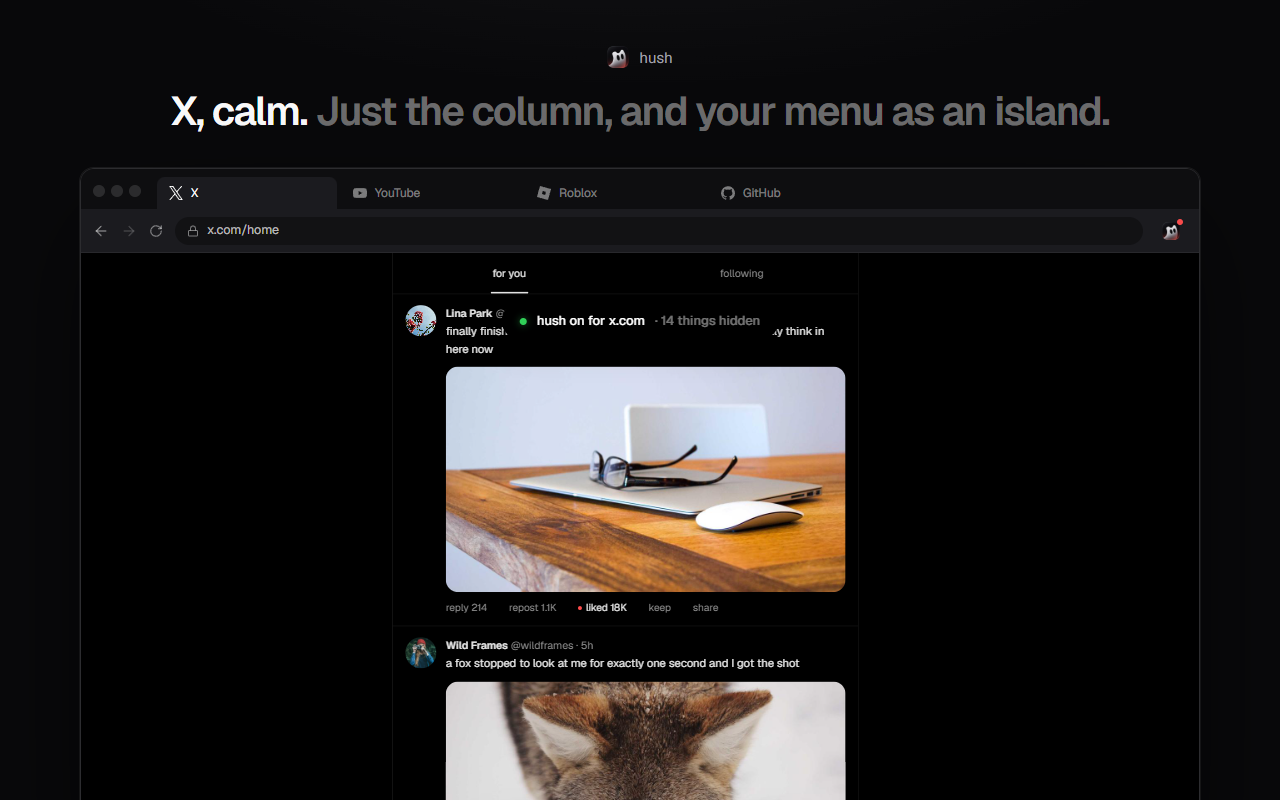 hush
X, calm. Just the column, and your menu as an island.
X
YouTube
Roblox
GitHub
x.com/home
for you
following
Lina Park @
hush on for x.com · 14 things hidden
finally think in
here now
reply 214 repost 1.1K liked 18K keep share
Wild Frames @wildframes · 5h
a fox stopped to look at me for exactly one second and I got the shot